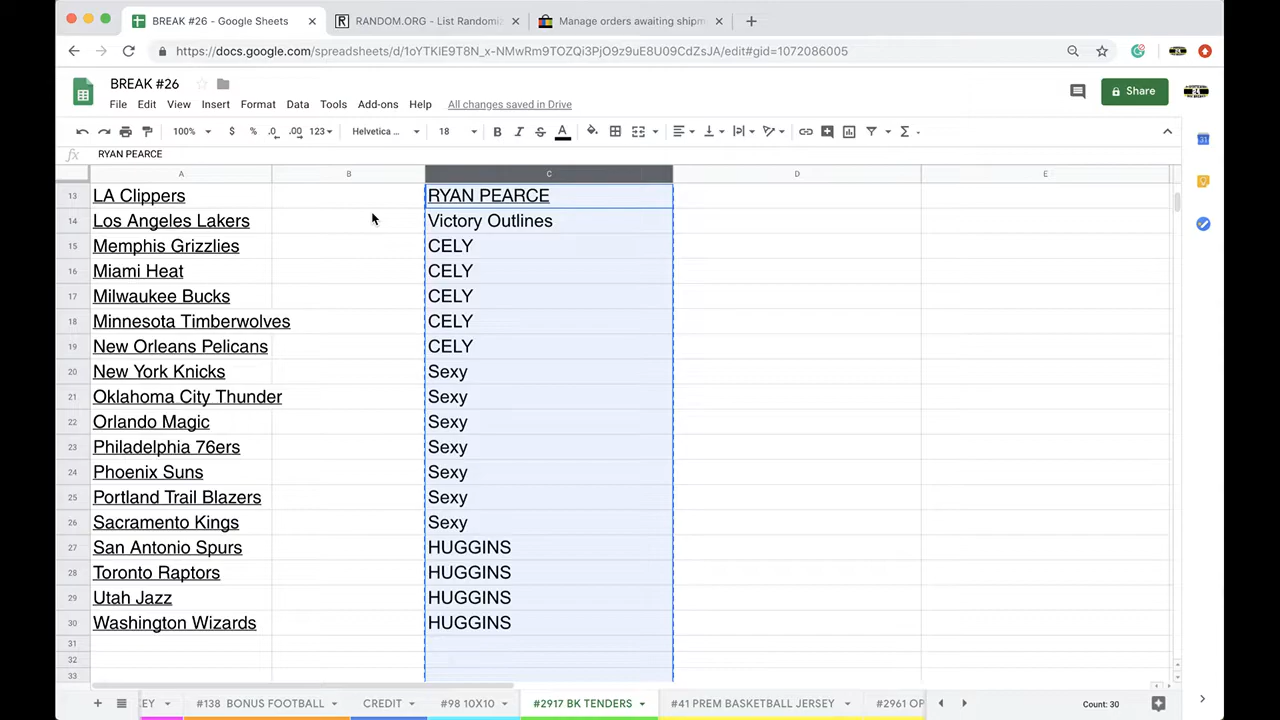 BREAK #26 - Google Sheets
RANDOM.ORG - List Randomiz
Manage orders awaiting shipm
https://docs.google.com/spreadsheets/d/1oYTKIE9T8N_x-NMwRm9TOZQi3PjO9z9uE8U09CdZsJA/edit#gid=1072086005
BREAK #26
File Edit View Insert Format Data Tools Add-ons Help All changes saved in Drive
Share
100% $ % .0 .00 123 Helvetica ... 18 B I S A
fx RYAN PEARCE
A B C D E
13 LA Clippers RYAN PEARCE
14 Los Angeles Lakers Victory Outlines
15 Memphis Grizzlies CELY
16 Miami Heat CELY
17 Milwaukee Bucks CELY
18 Minnesota Timberwolves CELY
19 New Orleans Pelicans CELY
20 New York Knicks Sexy
21 Oklahoma City Thunder Sexy
22 Orlando Magic Sexy
23 Philadelphia 76ers Sexy
24 Phoenix Suns Sexy
25 Portland Trail Blazers Sexy
26 Sacramento Kings Sexy
27 San Antonio Spurs HUGGINS
28 Toronto Raptors HUGGINS
29 Utah Jazz HUGGINS
30 Washington Wizards HUGGINS
31
32
33
EY #138 BONUS FOOTBALL CREDIT #98 10X10 #2917 BK TENDERS #41 PREM BASKETBALL JERSEY #2961 OP Count: 30